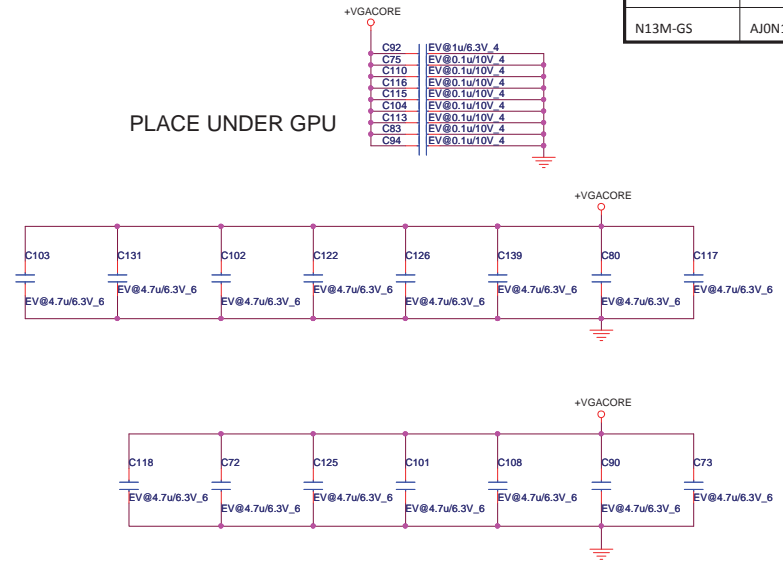 +VGACORE
N13M-GS
C92 EV@1u/6.3V_4
C75 EV@0.1u/10V_4
C110 EV@0.1u/10V_4
C116 EV@0.1u/10V_4
C115 EV@0.1u/10V_4
C104 EV@0.1u/10V_4
C113 EV@0.1u/10V_4
C83 EV@0.1u/10V_4
C94 EV@0.1u/10V_4
PLACE UNDER GPU
+VGACORE
C103 C131 C102 C122 C126 C139 C80 C117
EV@4.7u/6.3V_6 EV@4.7u/6.3V_6 EV@4.7u/6.3V_6 EV@4.7u/6.3V_6 EV@4.7u/6.3V_6 EV@4.7u/6.3V_6 EV@4.7u/6.3V_6 EV@4.7u/6.3V_6
+VGACORE
C118 C72 C125 C101 C108 C90 C73
EV@4.7u/6.3V_6 EV@4.7u/6.3V_6 EV@4.7u/6.3V_6 EV@4.7u/6.3V_6 EV@4.7u/6.3V_6 EV@4.7u/6.3V_6 EV@4.7u/6.3V_6